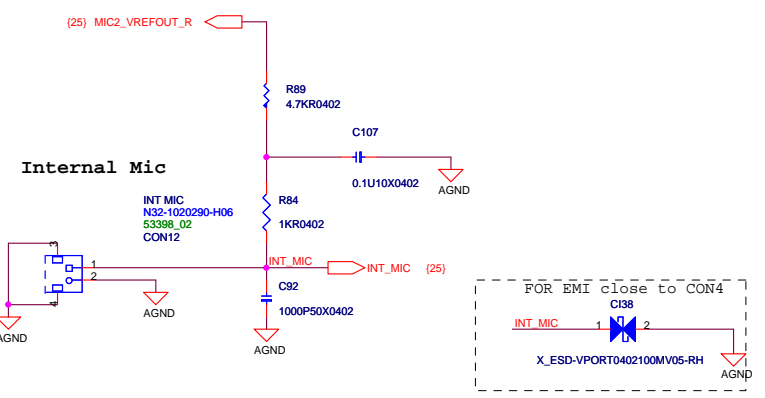 {25} MIC2_VREFOUT_R
R89
4.7KR0402
C107
0.1U10X0402
AGND
Internal Mic
INT MIC
N32-1020290-H06
53398_02
CON12
R84
1KR0402
3
1
2
4
INT_MIC
INT_MIC {25}
C92
1000P50X0402
AGND
AGND
AGND
FOR EMI close to CON4
CI38
INT_MIC
1
2
X_ESD-VPORT0402100MV05-RH
AGND